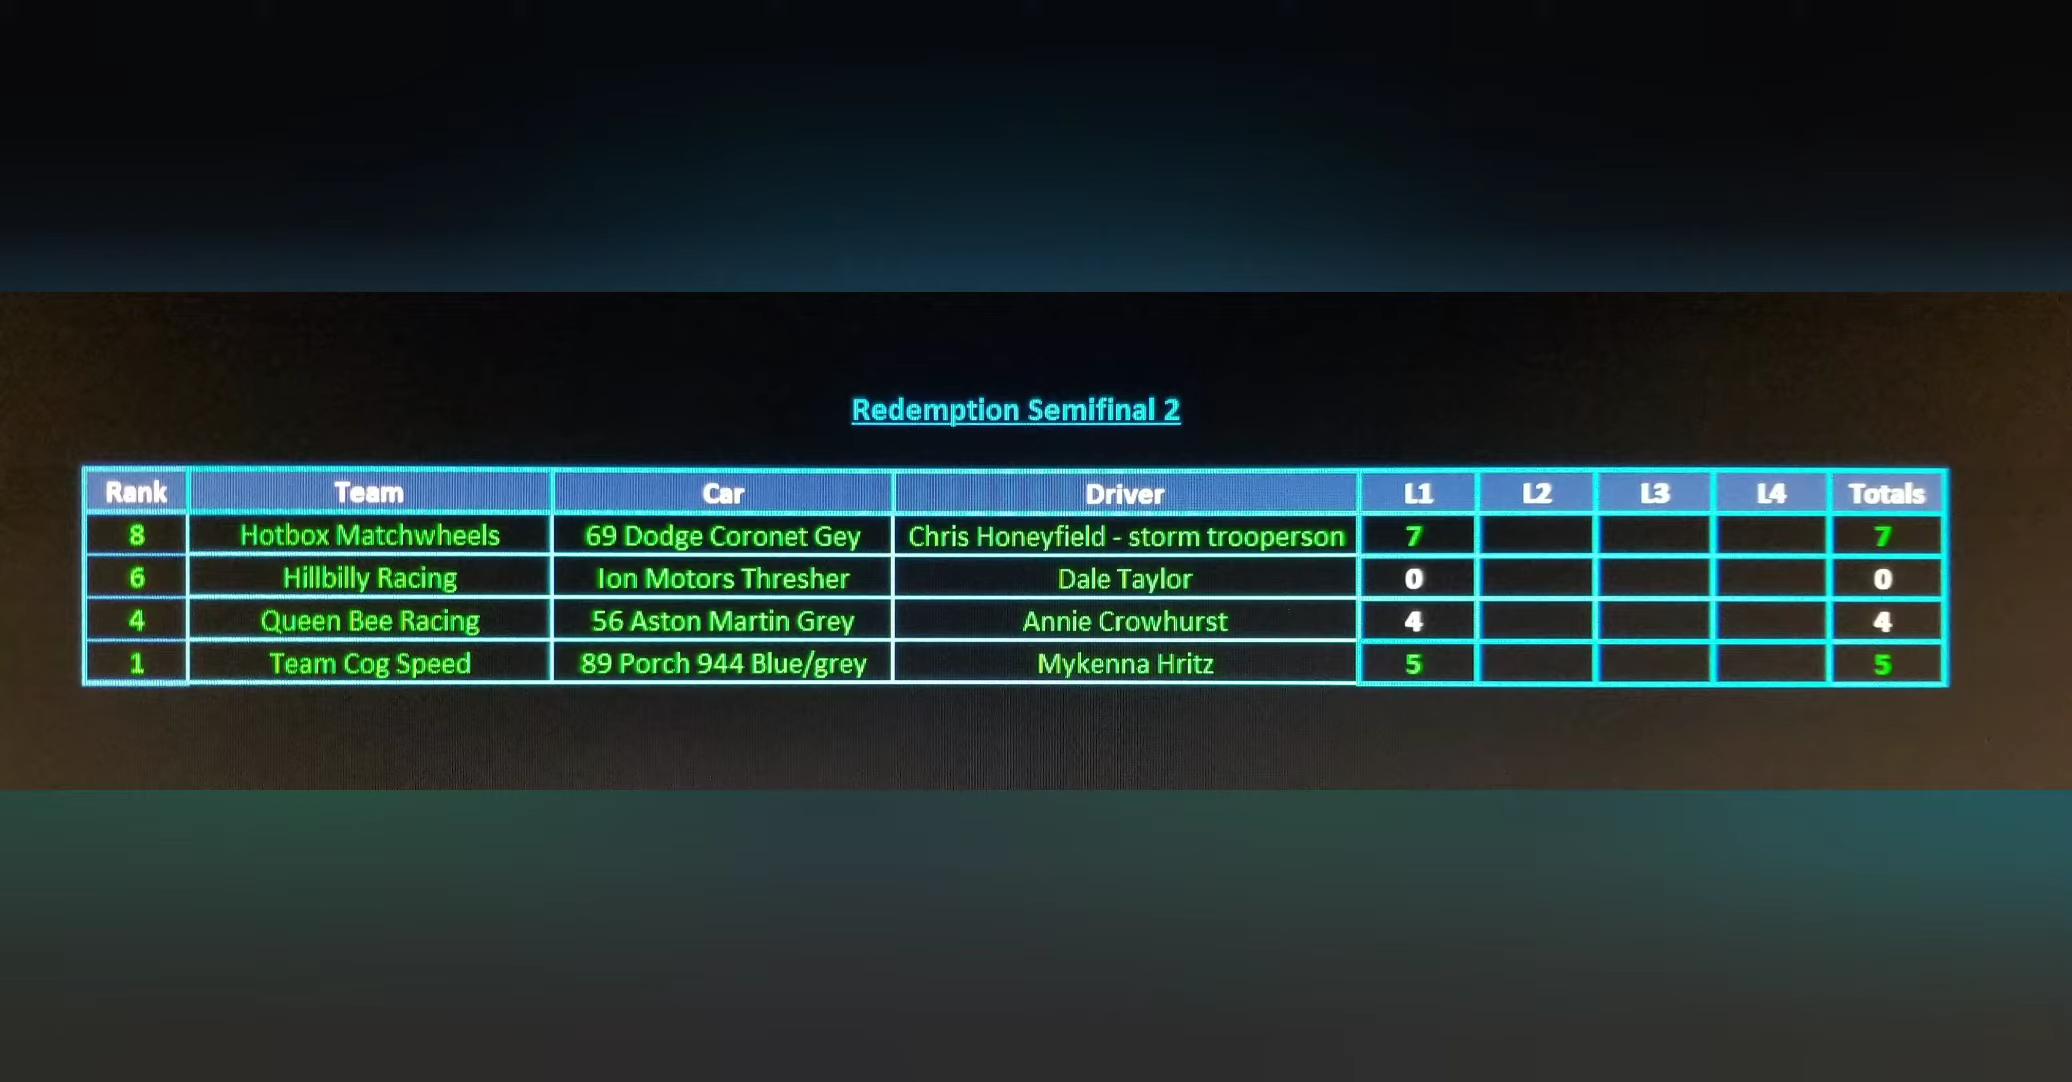 Redemption Semifinal 2
Rank Team Car Driver L1 L2 L3 L4 Totals
8 Hotbox Matchwheels 69 Dodge Coronet Gey Chris Honeyfield - storm trooperson 7 7
6 Hillbilly Racing Ion Motors Thresher Dale Taylor 0 0
4 Queen Bee Racing 56 Aston Martin Grey Annie Crowhurst 4 4
1 Team Cog Speed 89 Porch 944 Blue/grey Mykenna Hritz 5 5